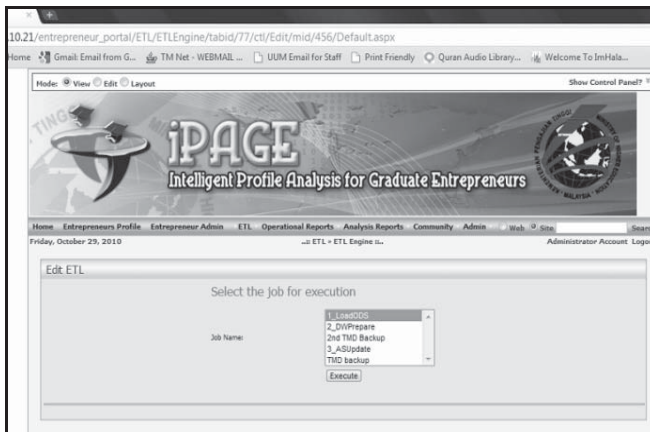 .10.21/entrepreneur_portal/ETL/ETLEngine/tabid/77/ctl/Edit/mid/456/Default.aspx
Home Gmail: Email from G... TM Net - WEBMAIL ... UUM Email for Staff Print Friendly Quran Audio Library... Welcome To ImHala...
Mode: View Edit Layout Show Control Panel?
iPAGE
Intelligent Profile Analysis for Graduate Entrepreneurs
Home Entrepreneurs Profile Entrepreneur Admin ETL Operational Reports Analysis Reports Community Admin Web Site Sear
Friday, October 29, 2010 ..:: ETL > ETL Engine ::.. Administrator Account Logo
Edit ETL
Select the job for execution
Job Name:
1_LoadODS
2_DWPrepare
2nd TMD Backup
3_ASUpdate
TMD backup
Execute